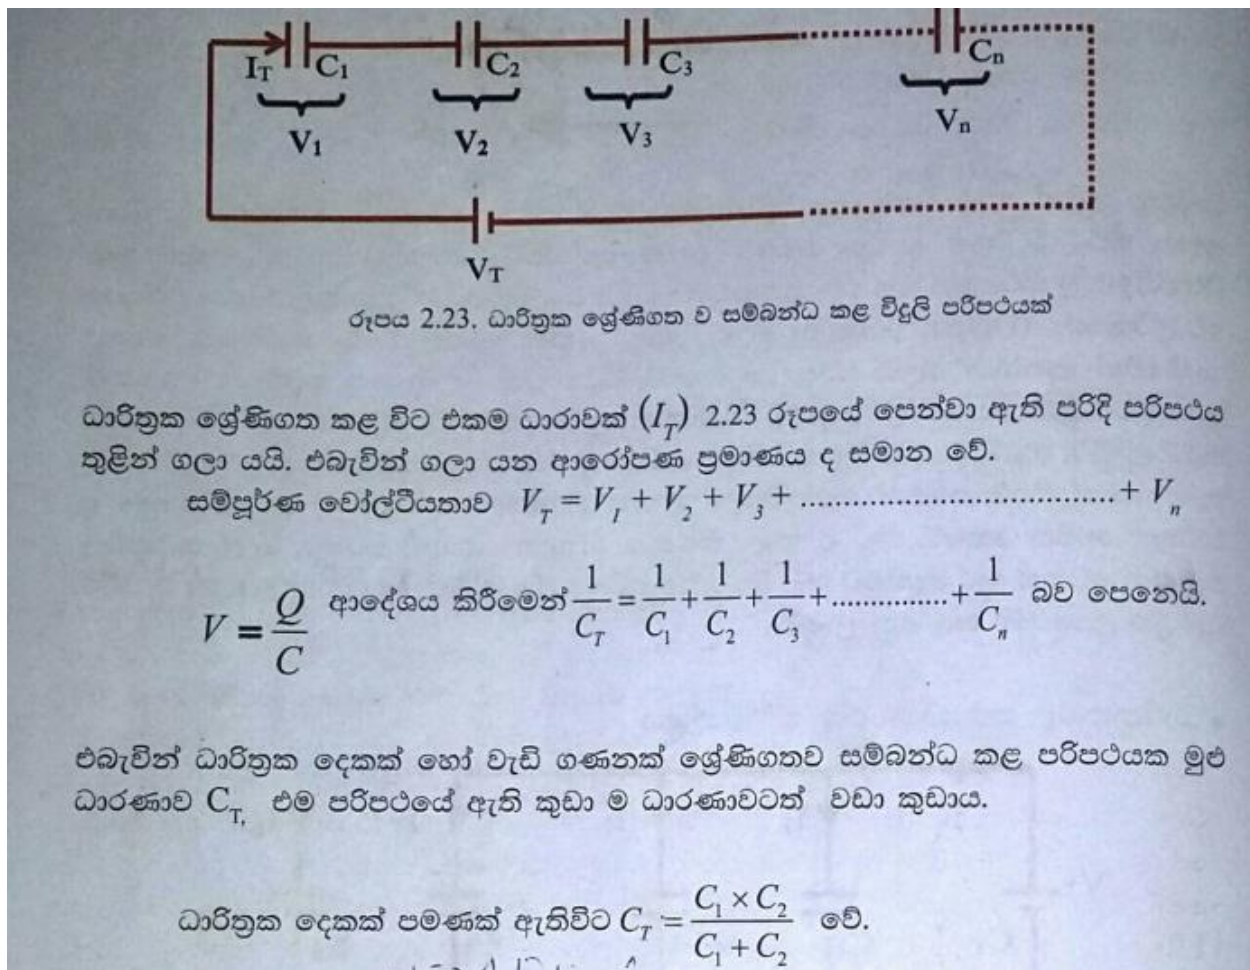 I_T C₁ C₂ C₃ Cₙ
V₁ V₂ V₃ Vₙ
V_T
රූපය 2.23. ධාරිත්‍රක ශ්‍රේණිගත ව සම්බන්ධ කළ විදුලි පරිපථයක්
ධාරිත්‍රක ශ්‍රේණිගත කළ විට එකම ධාරාවක් (I_T) 2.23 රූපයේ පෙන්වා ඇති පරිදි පරිපථය
තුළින් ගලා යයි. එබැවින් ගලා යන ආරෝපණ ප්‍රමාණය ද සමාන වේ.
සම්පූර්ණ වෝල්ටීයතාව V_T = V₁ + V₂ + V₃ + .................................... + Vₙ
V = Q/C ආදේශය කිරීමෙන් 1/C_T = 1/C₁ + 1/C₂ + 1/C₃ + ............... + 1/Cₙ බව පෙනෙයි.
එබැවින් ධාරිත්‍රක දෙකක් හෝ වැඩි ගණනක් ශ්‍රේණිගතව සම්බන්ධ කළ පරිපථයක මුළු
ධාරණාව C_T, එම පරිපථයේ ඇති කුඩා ම ධාරණාවටත් වඩා කුඩාය.
ධාරිත්‍රක දෙකක් පමණක් ඇතිවිට C_T = C₁ × C₂ / C₁ + C₂ වේ.